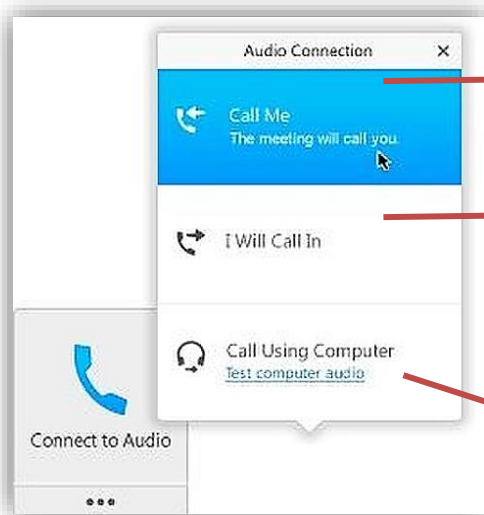 Audio Connection ×
Call Me
The meeting will call you.
I Will Call In
Call Using Computer
Test computer audio
Connect to Audio